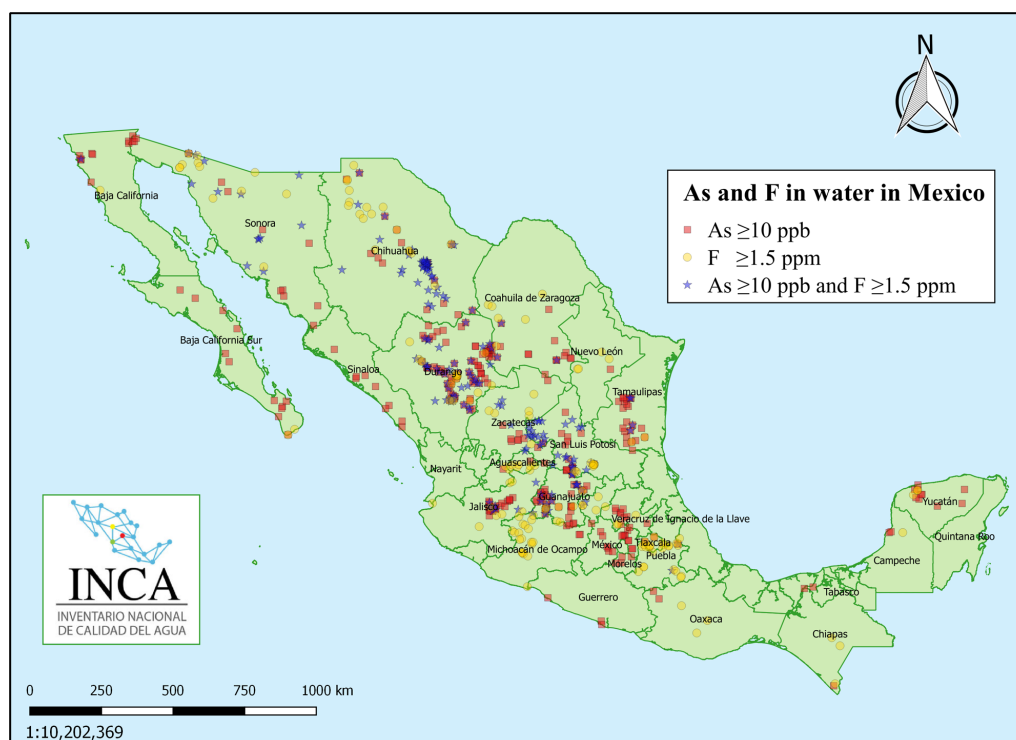 N
As and F in water in Mexico
As ≥10 ppb
F ≥1.5 ppm
As ≥10 ppb and F ≥1.5 ppm
Baja California
Sonora
Chihuahua
Coahuila de Zaragoza
Baja California Sur
Sinaloa
Durango
Nuevo León
Tamaulipas
Zacatecas
San Luis Potosí
Nayarit
Aguascalientes
Guanajuato
Jalisco
Veracruz de Ignacio de la Llave
Yucatán
Quintana Roo
Michoacán de Ocampo
México
Tlaxcala
Puebla
Morelos
Campeche
Guerrero
Tabasco
Oaxaca
Chiapas
INCA
INVENTARIO NACIONAL
DE CALIDAD DEL AGUA
0 250 500 750 1000 km
1:10,202,369